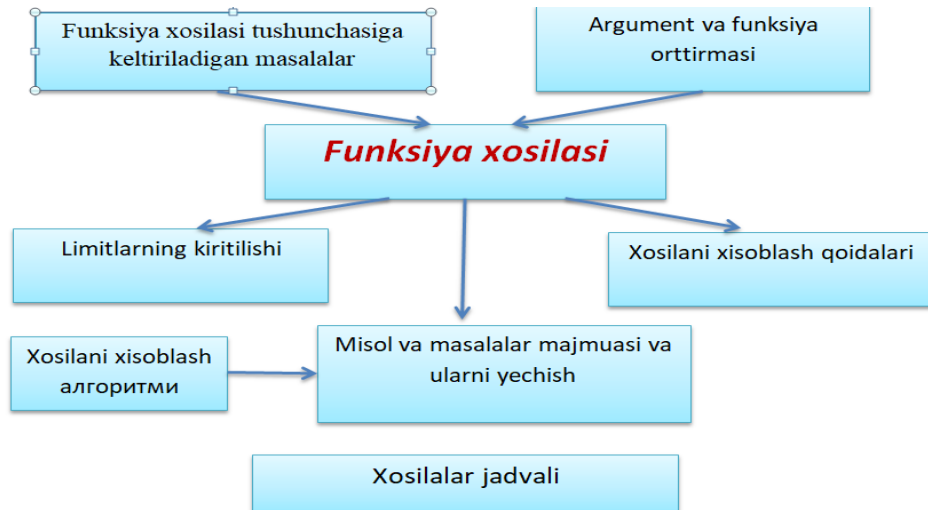 Funksiya xosilasi tushunchasiga
keltiriladigan masalalar
Argument va funksiya
orttirmasi
Funksiya xosilasi
Limitlarning kiritilishi
Xosilani xisoblash qoidalari
Xosilani xisoblash
алгоритми
Misol va masalalar majmuasi va
ularni yechish
Xosilalar jadvali